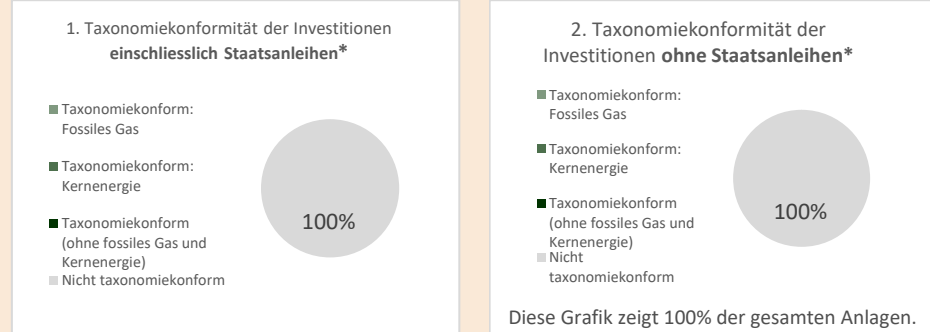 1. Taxonomiekonformität der Investitionen
einschliesslich Staatsanleihen*
Taxonomiekonform:
Fossiles Gas
Taxonomiekonform:
Kernenergie
Taxonomiekonform
(ohne fossiles Gas und
Kernenergie)
Nicht taxonomiekonform
100%
2. Taxonomiekonformität der
Investitionen ohne Staatsanleihen*
Taxonomiekonform:
Fossiles Gas
Taxonomiekonform:
Kernenergie
Taxonomiekonform
(ohne fossiles Gas und
Kernenergie)
Nicht
taxonomiekonform
100%
Diese Grafik zeigt 100% der gesamten Anlagen.